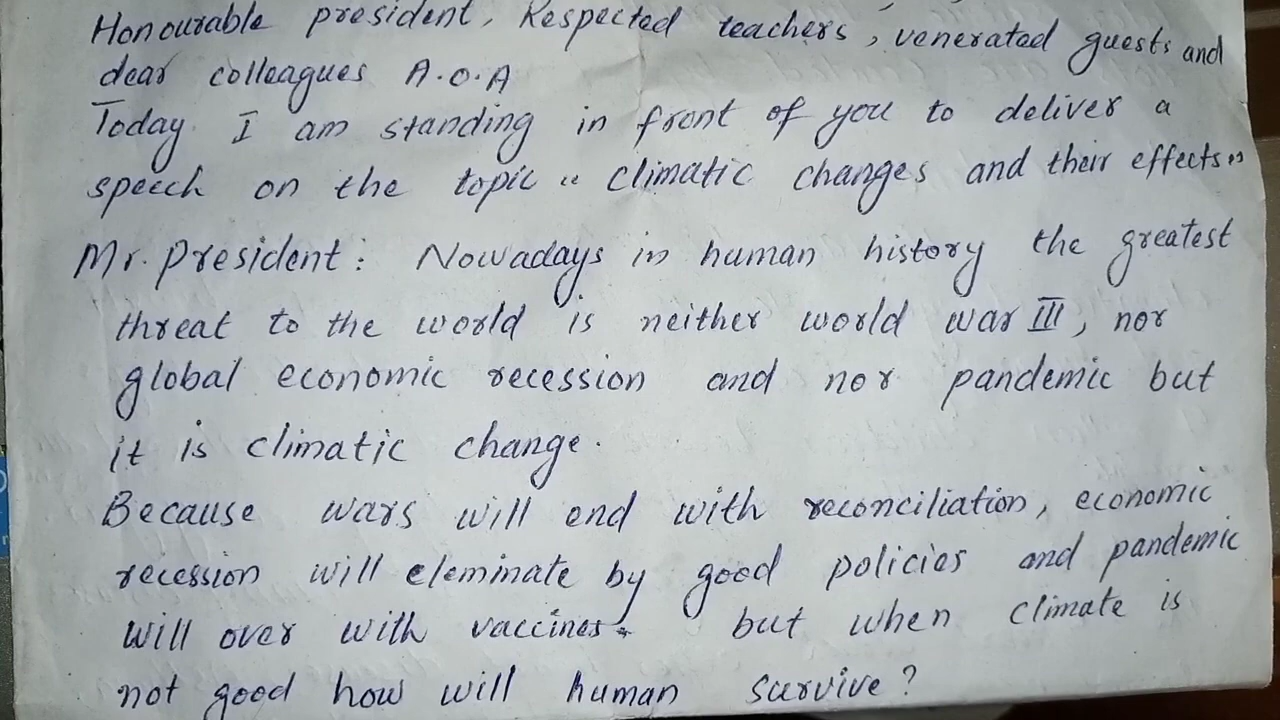 Honourable president, Respected teachers, venerated guests and
dear colleagues A.O.A
Today I am standing in front of you to deliver a
speech on the topic “ climatic changes and their effects”
Mr. President: Nowadays in human history the greatest
threat to the world is neither world war III, nor
global economic recession and nor pandemic but
it is climatic change.
Because wars will end with reconciliation, economic
recession will eleminate by good policies and pandemic
will over with vaccines. but when climate is
not good how will human survive?